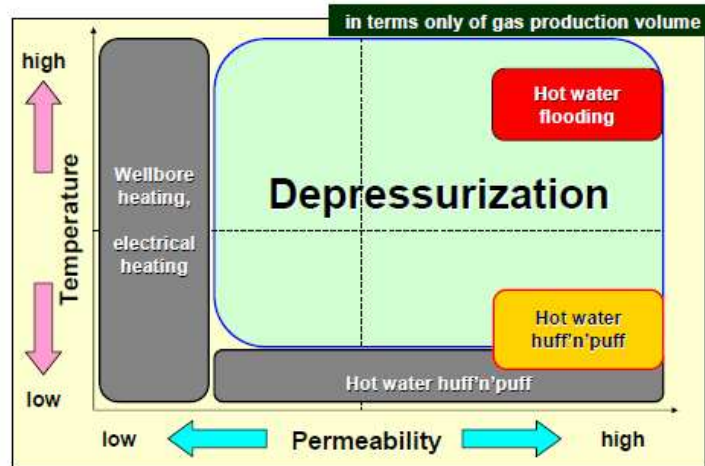 in terms only of gas production volume
high
Temperature
low
Wellbore
heating,
electrical
heating
Depressurization
Hot water
flooding
Hot water
huff'n'puff
Hot water huff'n'puff
low
Permeability
high